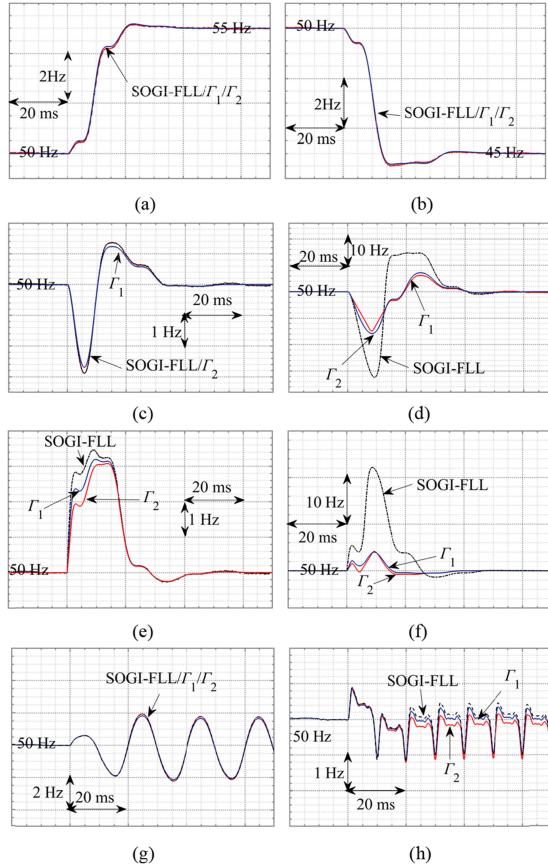 55 Hz
2Hz
SOGI-FLL/Γ1/Γ2
20 ms
50 Hz
(a)
50 Hz
2Hz
SOGI-FLL/Γ1/Γ2
20 ms
45 Hz
(b)
50 Hz
Γ1
20 ms
1 Hz
SOGI-FLL/Γ2
(c)
20 ms
10 Hz
50 Hz
Γ1
Γ2
SOGI-FLL
(d)
SOGI-FLL
Γ1
Γ2
20 ms
1 Hz
50 Hz
(e)
10 Hz
SOGI-FLL
20 ms
Γ1
50 Hz
Γ2
(f)
SOGI-FLL/Γ1/Γ2
50 Hz
2 Hz
20 ms
(g)
SOGI-FLL
Γ1
50 Hz
Γ2
1 Hz
20 ms
(h)